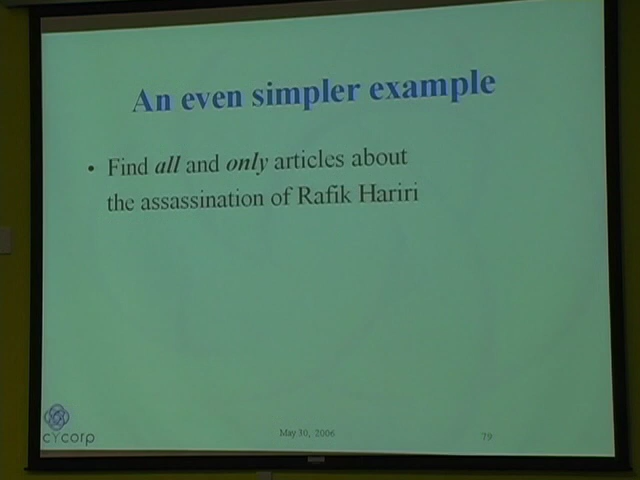 An even simpler example
• Find all and only articles about
the assassination of Rafik Hariri
cycorp
May 30, 2006
79